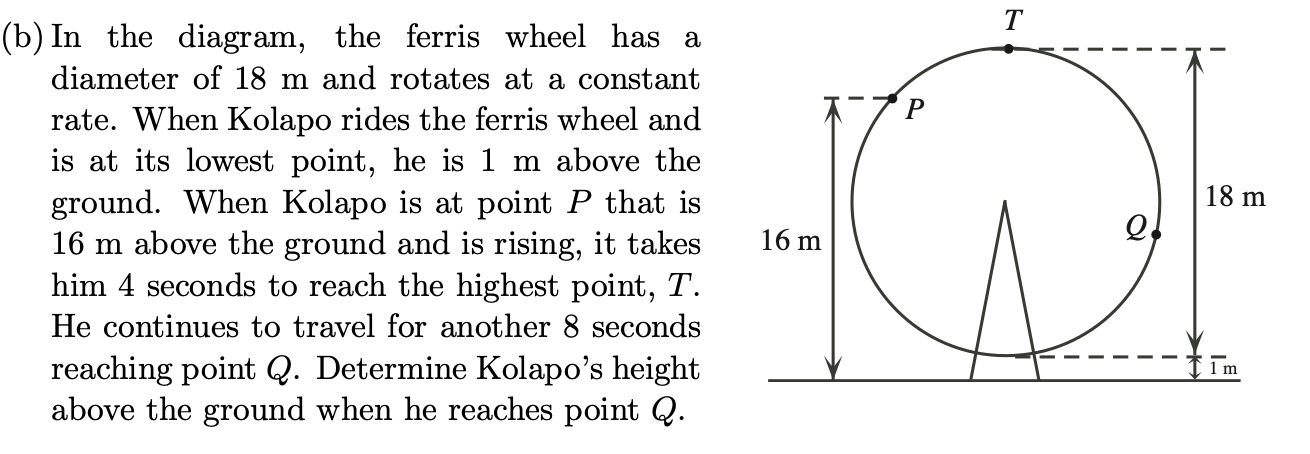 (b) In the diagram, the ferris wheel has a
diameter of 18 m and rotates at a constant
rate. When Kolapo rides the ferris wheel and
is at its lowest point, he is 1 m above the
ground. When Kolapo is at point P that is
16 m above the ground and is rising, it takes
him 4 seconds to reach the highest point, T.
He continues to travel for another 8 seconds
reaching point Q. Determine Kolapo's height
above the ground when he reaches point Q.
T
P
18 m
Q
16 m
1 m